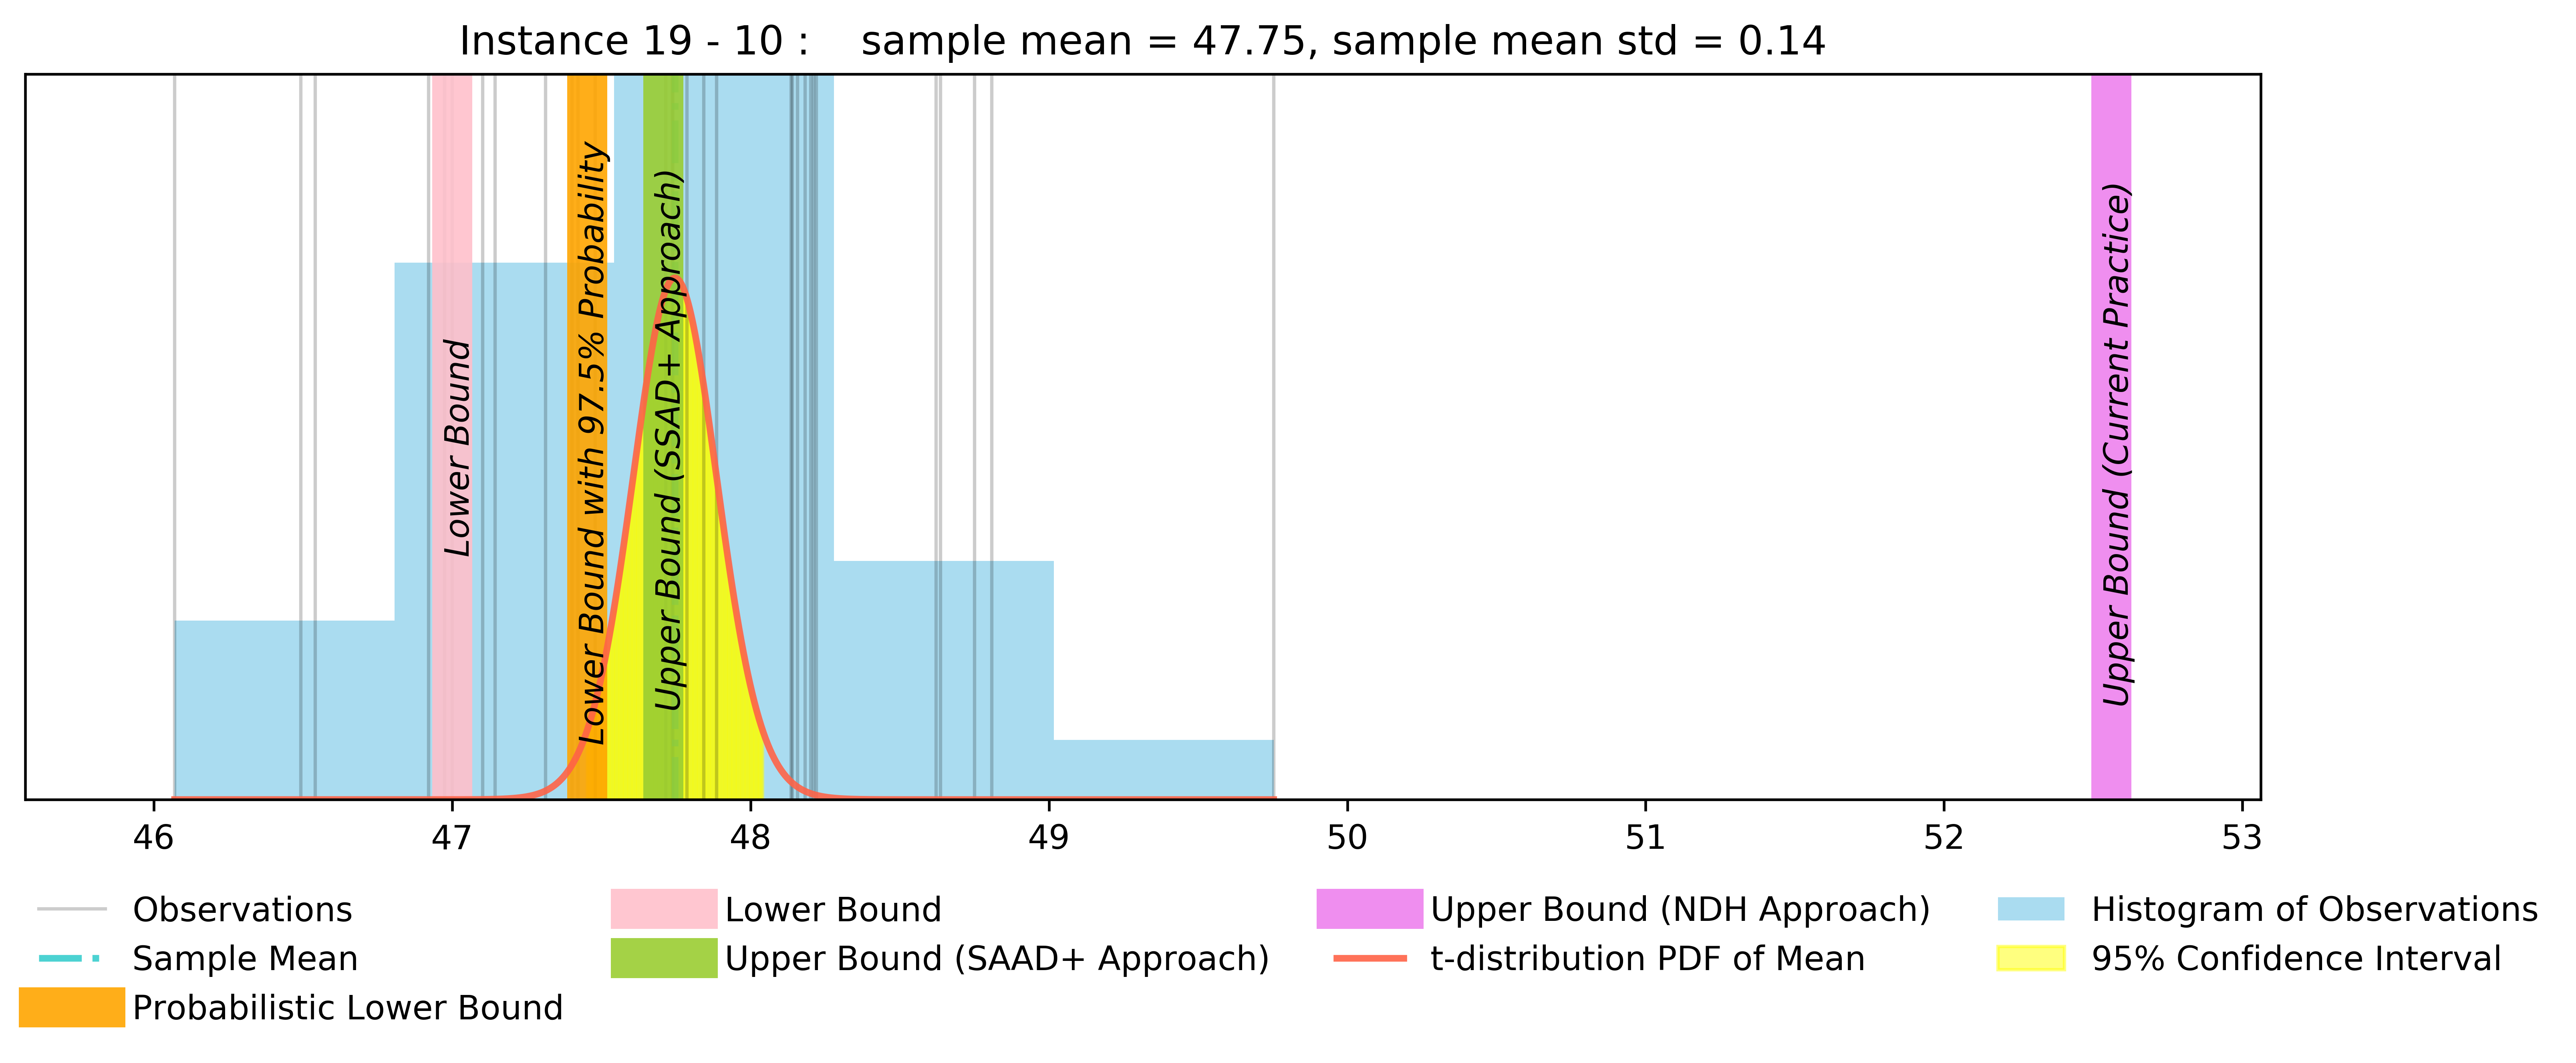 Instance 19 - 10 :    sample mean = 47.75, sample mean std = 0.14
Lower Bound
Lower Bound with 97.5% Probability
Upper Bound (SSAD+ Approach)
Upper Bound (Current Practice)
46 47 48 49 50 51 52 53
Observations
Sample Mean
Probabilistic Lower Bound
Lower Bound
Upper Bound (SAAD+ Approach)
Upper Bound (NDH Approach)
t-distribution PDF of Mean
Histogram of Observations
95% Confidence Interval